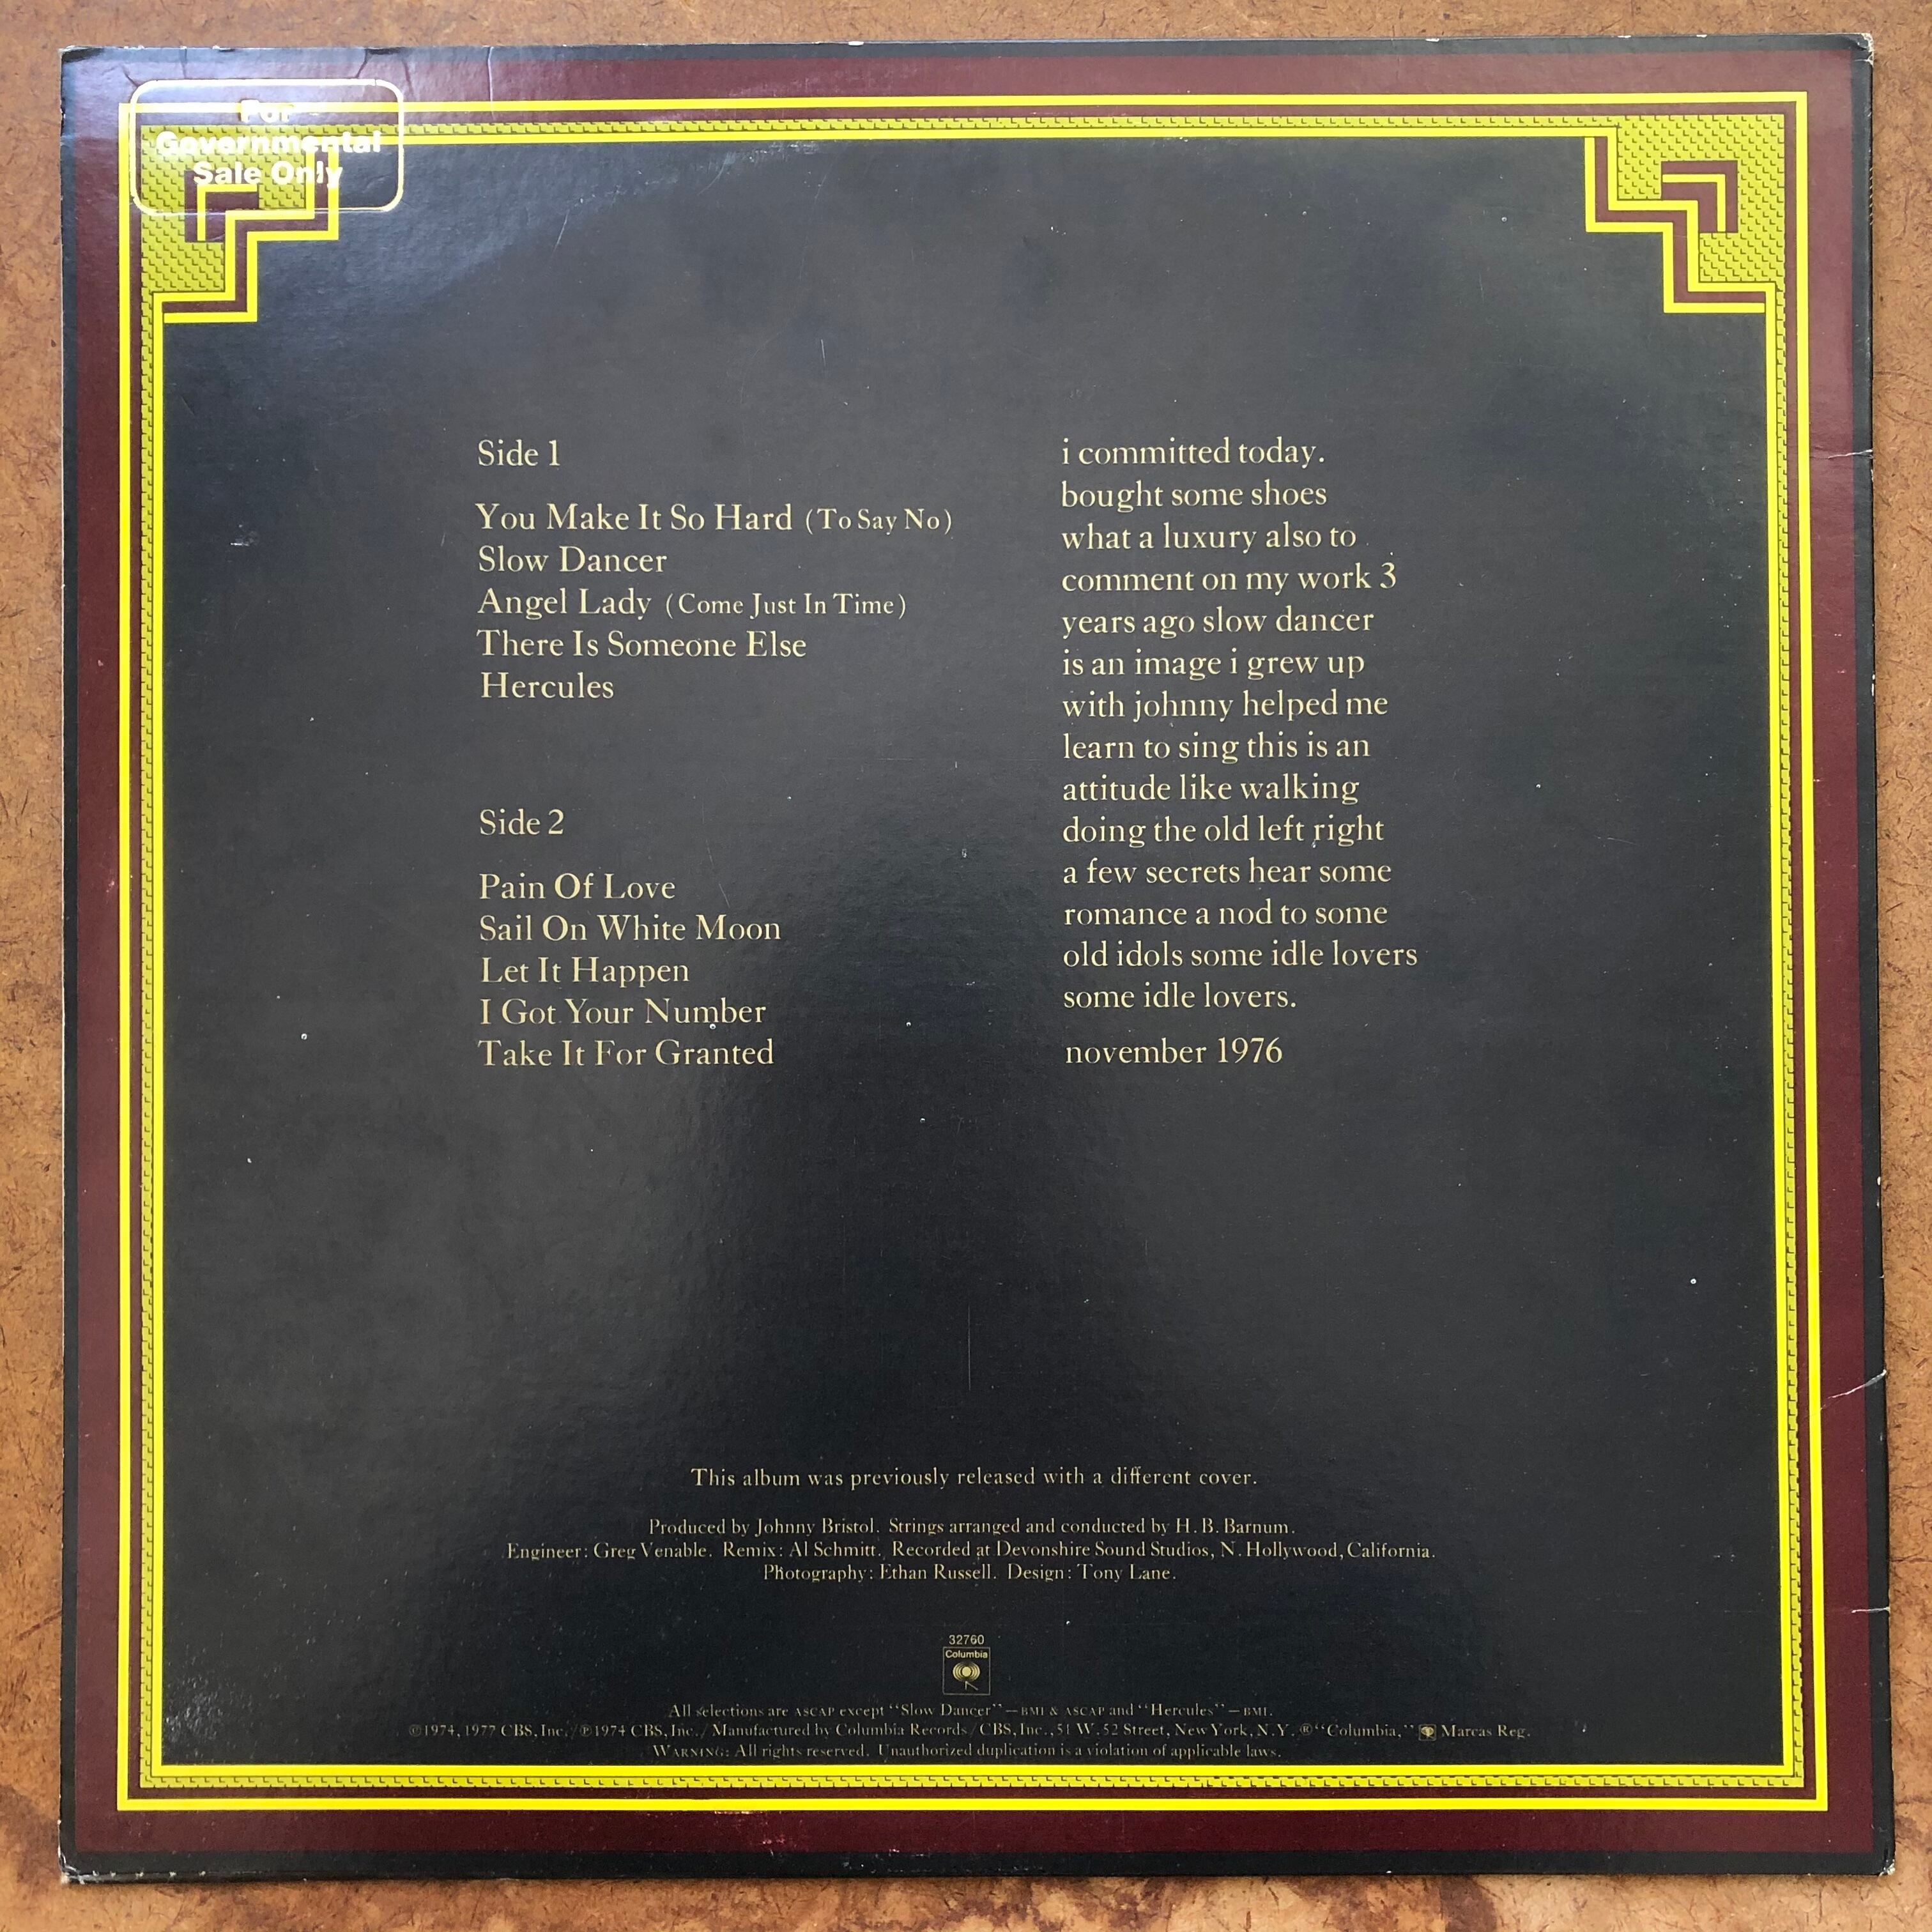 For
Governmental
Sale Only
Side 1
You Make It So Hard (To Say No)
Slow Dancer
Angel Lady (Come Just In Time)
There Is Someone Else
Hercules
Side 2
Pain Of Love
Sail On White Moon
Let It Happen
I Got Your Number
Take It For Granted
i committed today.
bought some shoes
what a luxury also to
comment on my work 3
years ago slow dancer
is an image i grew up
with johnny helped me
learn to sing this is an
attitude like walking
doing the old left right
a few secrets hear some
romance a nod to some
old idols some idle lovers
some idle lovers.
november 1976
This album was previously released with a different cover.
Produced by Johnny Bristol. Strings arranged and conducted by H. B. Barnum.
Engineer: Greg Venable. Remix: Al Schmitt. Recorded at Devonshire Sound Studios, N. Hollywood, California.
Photography: Ethan Russell. Design: Tony Lane.
32760
Columbia
All selections are ASCAP except "Slow Dancer" — BMI & ASCAP and "Hercules" — BMI.
©1974, 1977 CBS, Inc./℗1974 CBS, Inc./Manufactured by Columbia Records/CBS, Inc., 51 W. 52 Street, New York, N.Y. ®"Columbia," Marcas Reg.
WARNING: All rights reserved. Unauthorized duplication is a violation of applicable laws.